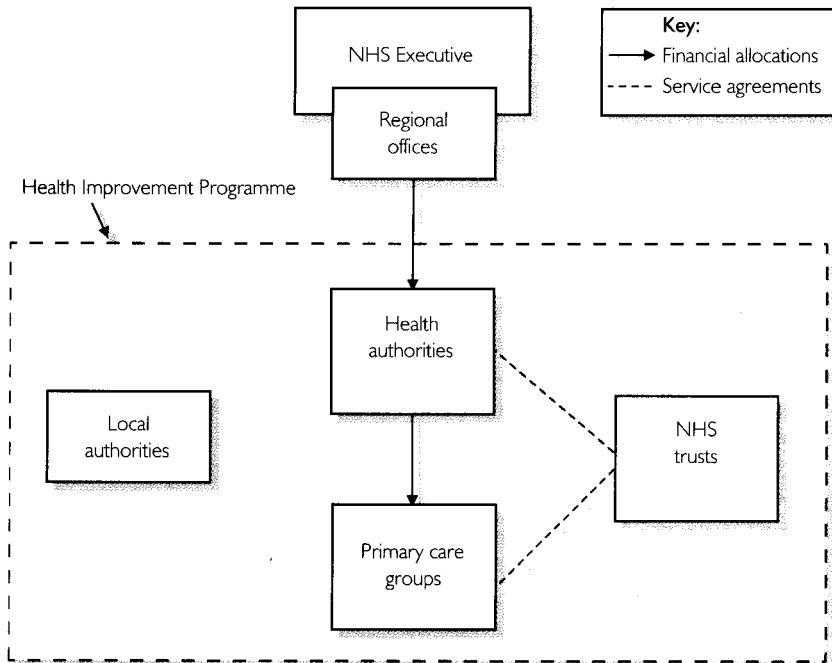 NHS Executive
Regional
offices
Key:
Financial allocations
Service agreements
Health Improvement Programme
Health
authorities
Local
authorities
NHS
trusts
Primary care
groups